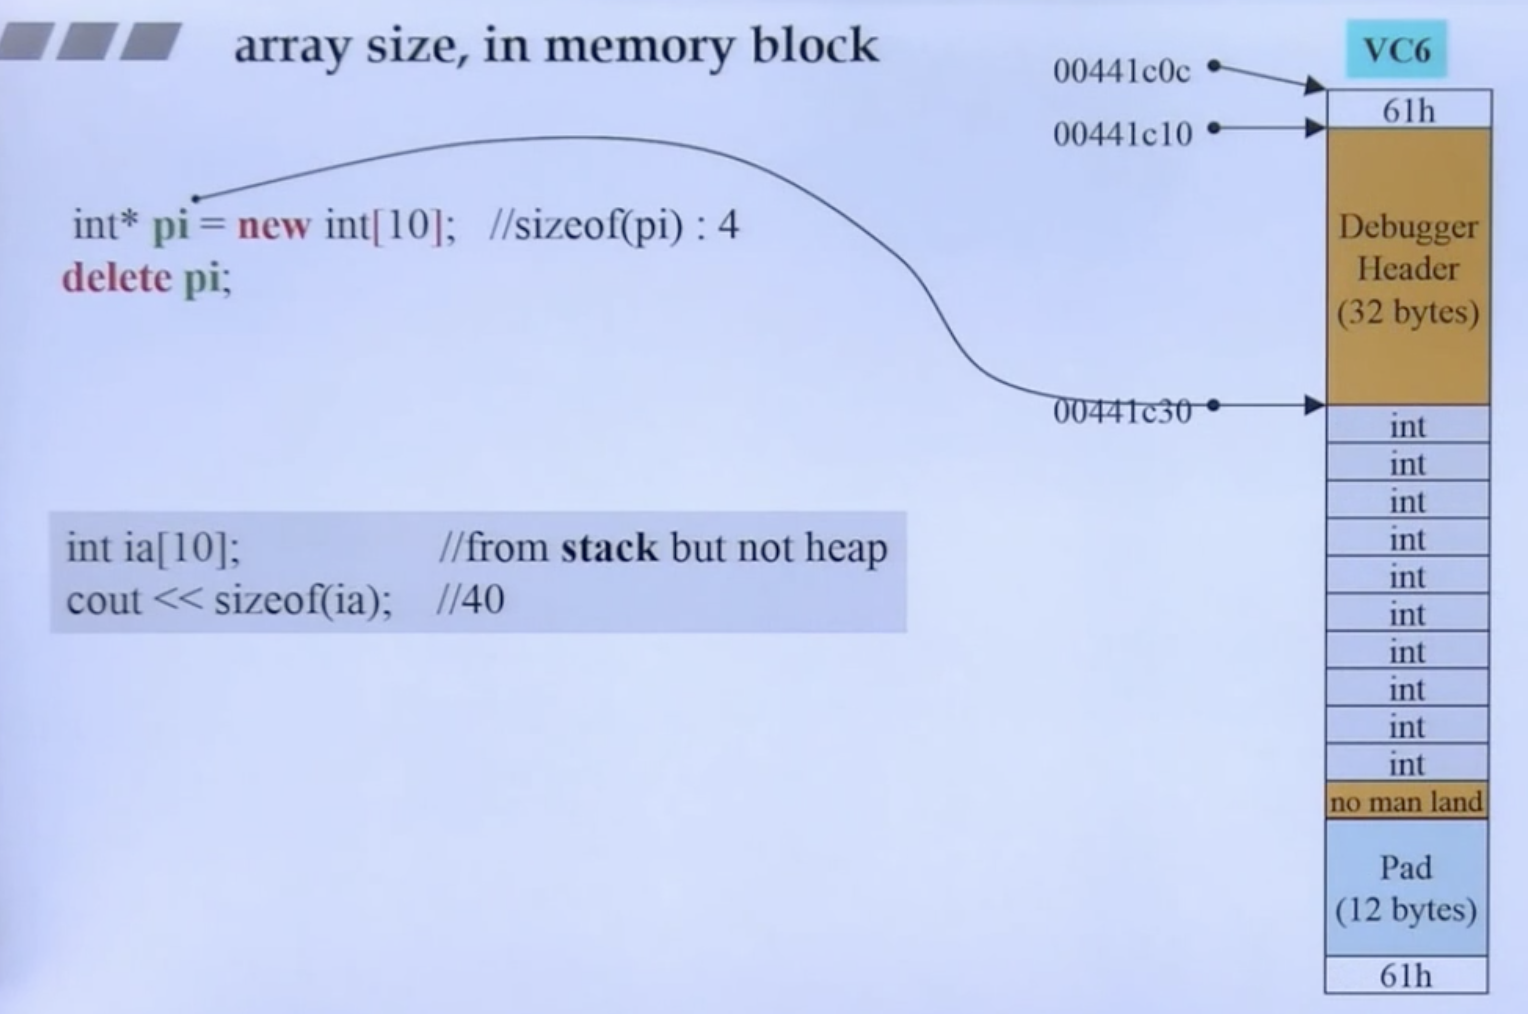 array size, in memory block
VC6
00441c0c
61h
00441c10
Debugger
Header
(32 bytes)
int* pi = new int[10]; //sizeof(pi) : 4
delete pi;
00441c30
int
int
int
int
int
int
int
int
int
int
no man land
Pad
(12 bytes)
61h
int ia[10]; //from stack but not heap
cout << sizeof(ia); //40